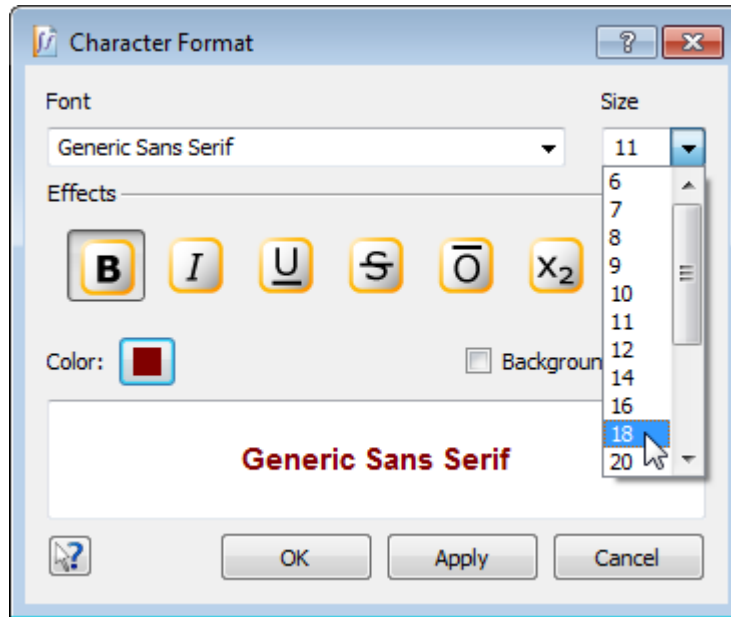 Character Format
Font
Size
Generic Sans Serif
11
Effects
6
7
8
9
10
11
12
14
16
18
20
B I U S O X₂
Color:
Backgroun
Generic Sans Serif
OK Apply Cancel